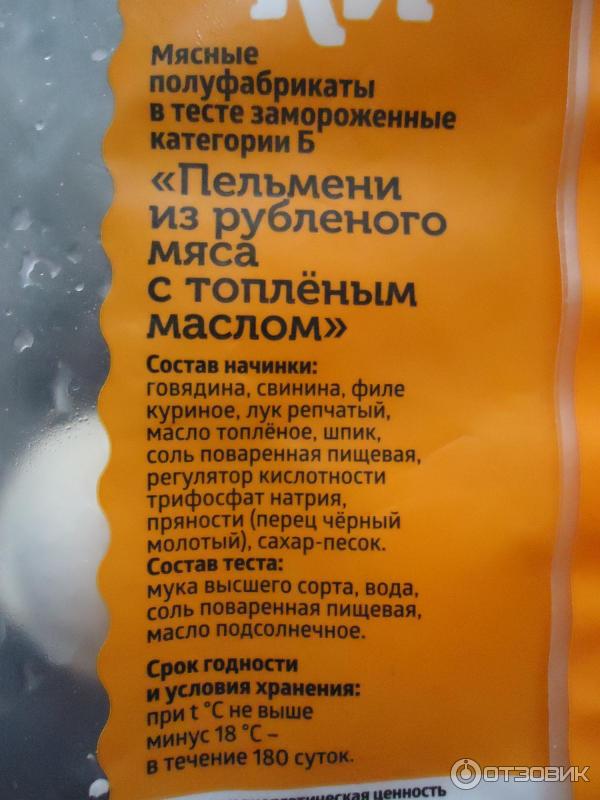 ки
Мясные
полуфабрикаты
в тесте замороженные
категории Б
«Пельмени
из рубленого
мяса
с топлёным
маслом»
Состав начинки:
говядина, свинина, филе
куриное, лук репчатый,
масло топлёное, шпик,
соль поваренная пищевая,
регулятор кислотности
трифосфат натрия,
пряности (перец чёрный
молотый), сахар-песок.
Состав теста:
мука высшего сорта, вода,
соль поваренная пищевая,
масло подсолнечное.
Срок годности
и условия хранения:
при t °С не выше
минус 18 °С –
в течение 180 суток.
ценность
ОТЗОВИК